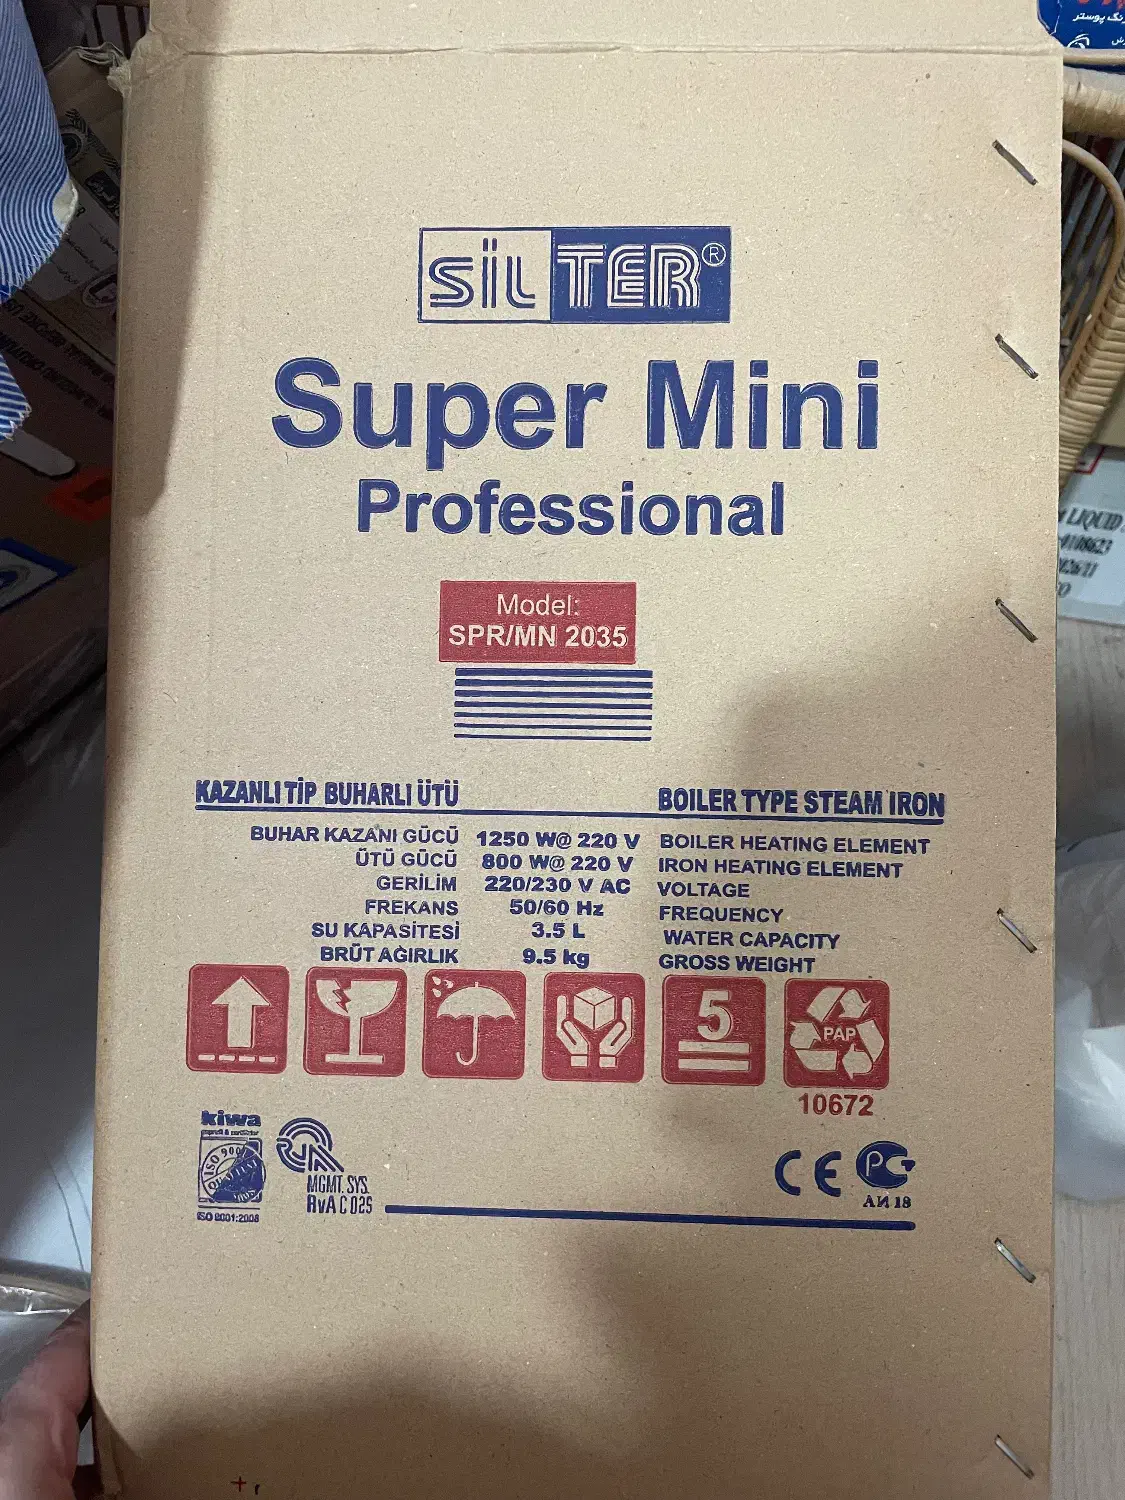 رنگ پوستر
SİLTER®
Super Mini
Professional
Model:
SPR/MN 2035
KAZANLI TİP BUHARLI ÜTÜ BOILER TYPE STEAM IRON
BUHAR KAZANI GÜCÜ 1250 W@ 220 V BOILER HEATING ELEMENT
ÜTÜ GÜCÜ 800 W@ 220 V IRON HEATING ELEMENT
GERİLİM 220/230 V AC VOLTAGE
FREKANS 50/60 Hz FREQUENCY
SU KAPASİTESİ 3.5 L WATER CAPACITY
BRÜT AĞIRLIK 9.5 kg GROSS WEIGHT
5
PAP
10672
kiwa
ISO 9001:2008
MGMT. SYS.
RvA C 025
CE
АИ 18
LIQUID